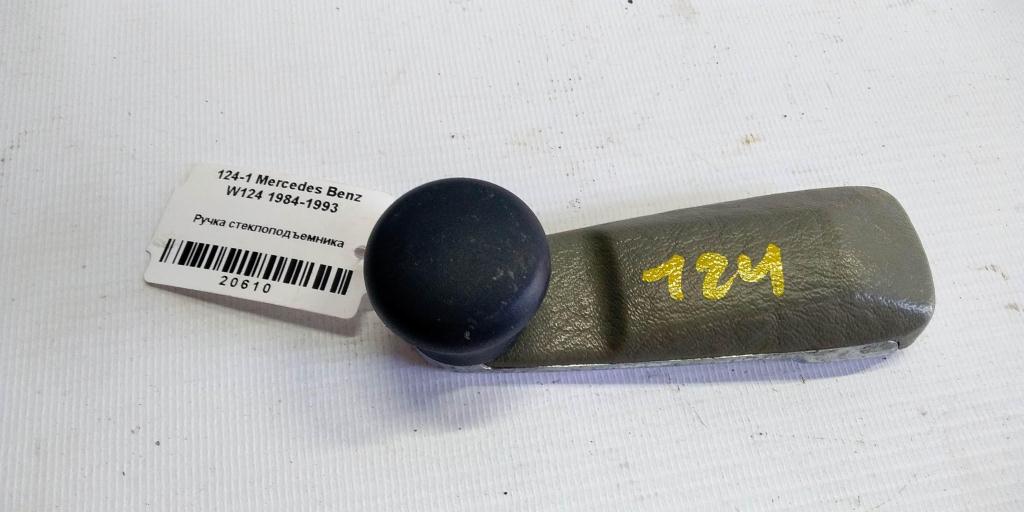 124-1 Mercedes Benz
W124 1984-1993
Ручка стеклоподъемника
20610
124